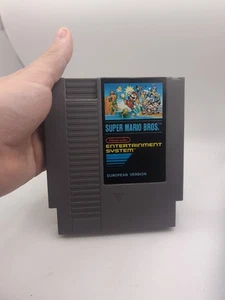 SUPER MARIO BROS.
Nintendo
ENTERTAINMENT
SYSTEM
EUROPEAN VERSION